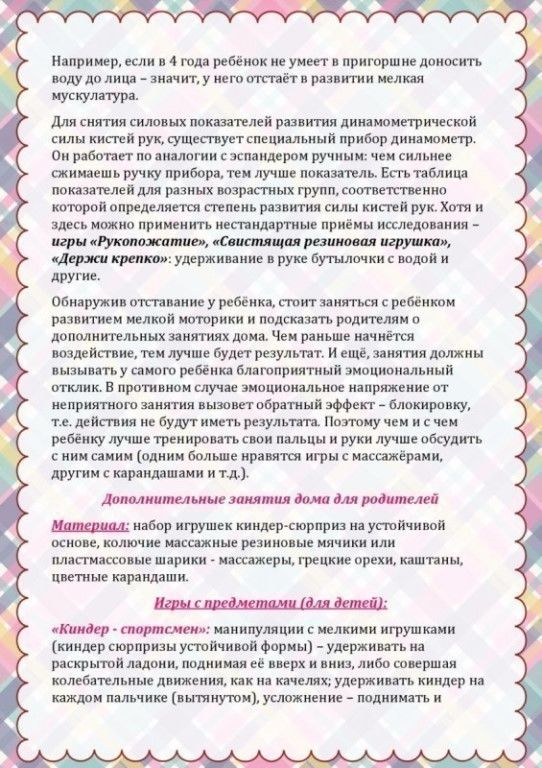 Например, если в 4 года ребёнок не умеет в пригоршне доносить
воду до лица – значит, у него отстаёт в развитии мелкая
мускулатура.
Для снятия силовых показателей развития динамометрической
силы кистей рук, существует специальный прибор динамометр.
Он работает по аналогии с эспандером ручным: чем сильнее
сжимаешь ручку прибора, тем лучше показатель. Есть таблица
показателей для разных возрастных групп, соответственно
которой определяется степень развития силы кистей рук. Хотя и
здесь можно применить нестандартные приёмы исследования –
игры «Рукопожатие», «Свистящая резиновая игрушка»,
«Держи крепко»: удерживание в руке бутылочки с водой и
другие.
Обнаружив отставание у ребёнка, стоит заняться с ребёнком
развитием мелкой моторики и подсказать родителям о
дополнительных занятиях дома. Чем раньше начнётся
воздействие, тем лучше будет результат. И ещё, занятия должны
вызывать у самого ребёнка благоприятный эмоциональный
отклик. В противном случае эмоциональное напряжение от
неприятного занятия вызовет обратный эффект – блокировку,
т.е. действия не будут иметь результата. Поэтому чем и с чем
ребёнку лучше тренировать свои пальцы и руки лучше обсудить
с ним самим (одним больше нравятся игры с массажёрами,
другим с карандашами и т.д.).
Дополнительные занятия дома для родителей
Материал: набор игрушек киндер-сюрприз на устойчивой
основе, колючие массажные резиновые мячики или
пластмассовые шарики - массажеры, грецкие орехи, каштаны,
цветные карандаши.
Игры с предметами (для детей):
«Киндер - спортсмен»: манипуляции с мелкими игрушками
(киндер сюрпризы устойчивой формы) – удерживать на
раскрытой ладони, поднимая её вверх и вниз, либо совершая
колебательные движения, как на качелях; удерживать киндер на
каждом пальчике (вытянутом), усложнение – поднимать и